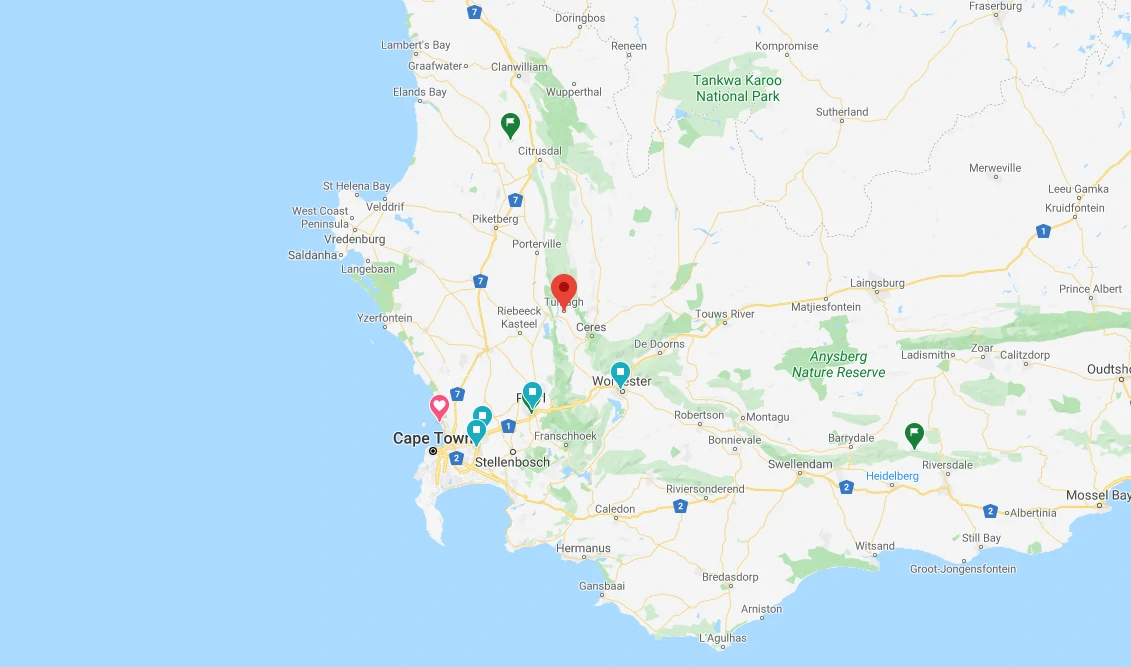 Fraserburg
7
Doringbos
Lambert's Bay
Reneen
Kompromise
Graafwater
Clanwilliam
Tankwa Karoo
National Park
Elands Bay
Wupperthal
Sutherland
Citrusdal
Merweville
St Helena Bay
Leeu Gamka
7
Velddrif
Kruidfontein
West Coast
Peninsula
Piketberg
1
Vredenburg
Porterville
Saldanha
Langebaan
7
Laingsburg
Prince Albert
Matjiesfontein
Riebeeck
Kasteel
Touws River
Yzerfontein
Ceres
De Doorns
Anysberg
Nature Reserve
Ladismith
Zoar
Calitzdorp
Oudtsho
7
Robertson
Montagu
1
Cape Town
Franschhoek
Bonnievale
Barrydale
2
Stellenbosch
Swellendam
Riversdale
Heidelberg
Riviersonderend
2
Mossel Bay
2
Caledon
2
Albertinia
Still Bay
Hermanus
Witsand
Groot-Jongensfontein
Gansbaai
Bredasdorp
Arniston
L'Agulhas